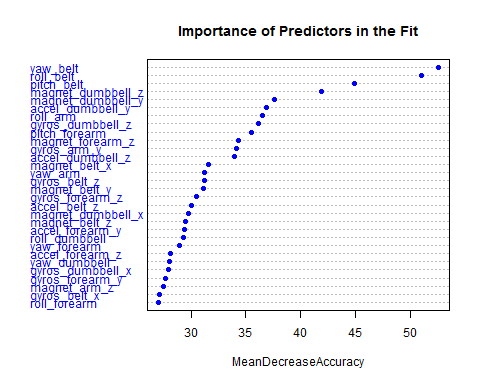 Importance of Predictors in the Fit
yaw_belt
roll_belt
pitch_belt
magnet_dumbbell_z
magnet_dumbbell_y
accel_dumbbell_y
roll_arm
gyros_dumbbell_z
pitch_forearm
magnet_forearm_z
gyros_arm_y
accel_dumbbell_z
magnet_belt_x
yaw_arm
gyros_belt_z
magnet_belt_y
gyros_forearm_z
accel_belt_z
magnet_dumbbell_x
magnet_belt_z
accel_forearm_y
roll_dumbbell
yaw_forearm
accel_forearm_z
yaw_dumbbell
gyros_dumbbell_x
gyros_forearm_y
magnet_arm_z
gyros_belt_x
roll_forearm
30 35 40 45 50
MeanDecreaseAccuracy